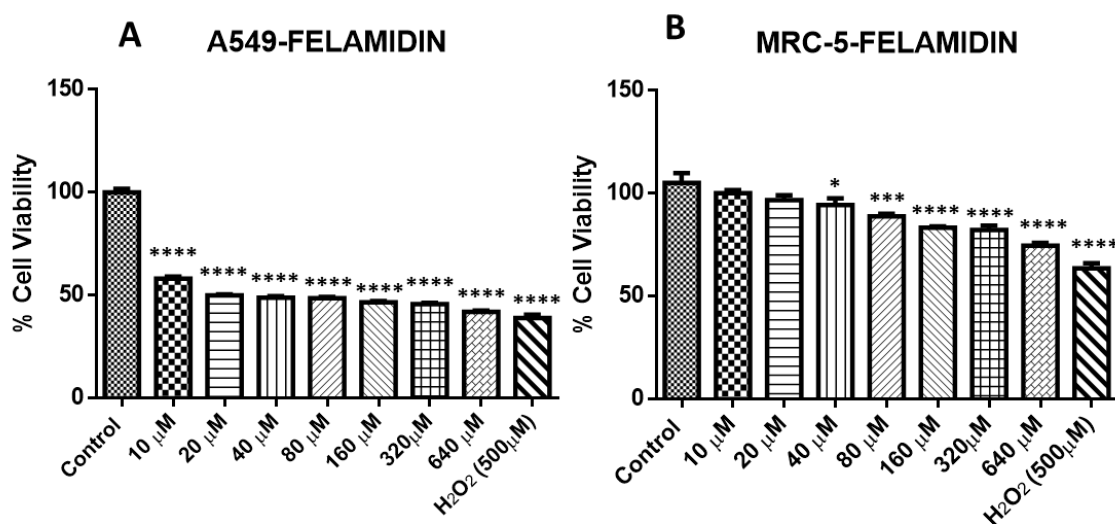 A
A549-FELAMIDIN
% Cell Viability
150
100
50
0
****
****
****
****
****
****
****
****
Control
10 μM
20 μM
40 μM
80 μM
160 μM
320μM
640 μM
H₂O₂ (500μM)
B
MRC-5-FELAMIDIN
% Cell Viability
150
100
50
0
*
***
****
****
****
****
Control
10 μM
20 μM
40 μM
80 μM
160 μM
320μM
640 μM
H₂O₂ (500μM)